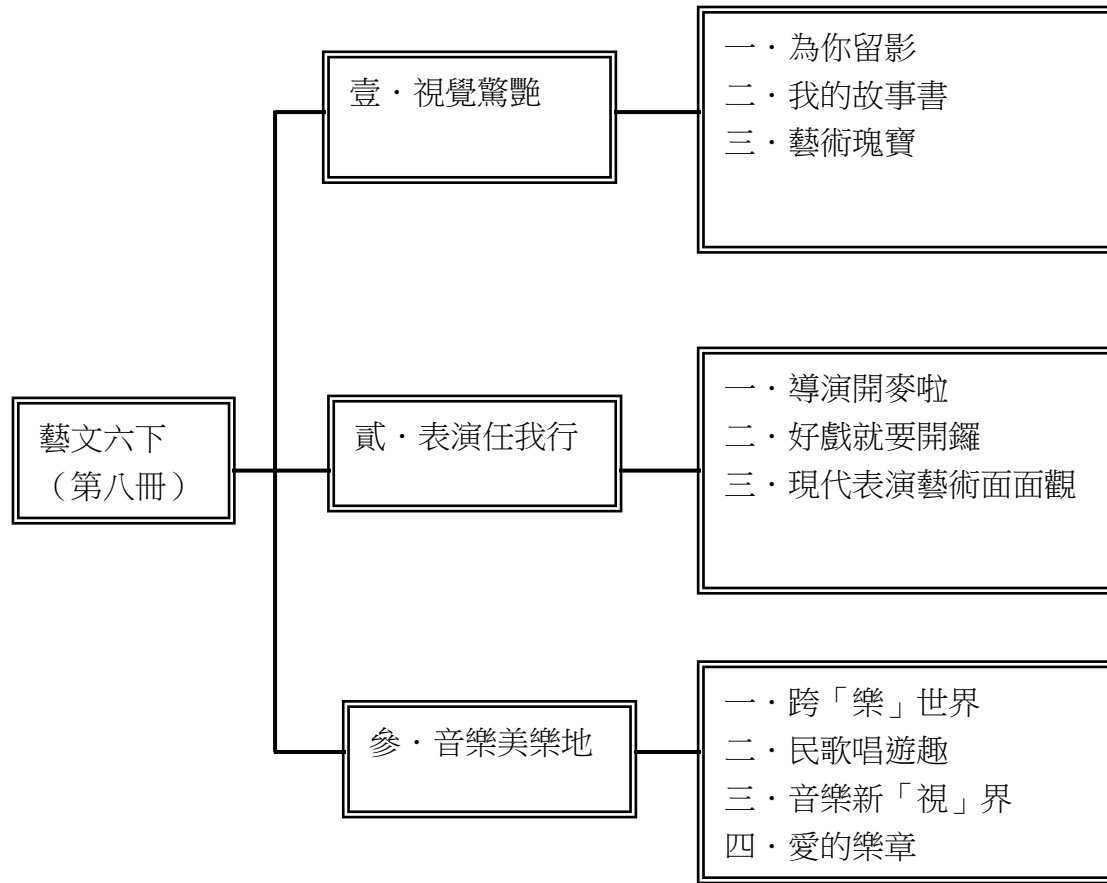 藝文六下
（第八冊）
壹．視覺驚艷
一．為你留影
二．我的故事書
三．藝術瑰寶
貳．表演任我行
一．導演開麥啦
二．好戲就要開鑼
三．現代表演藝術面面觀
參．音樂美樂地
一．跨「樂」世界
二．民歌唱遊趣
三．音樂新「視」界
四．愛的樂章